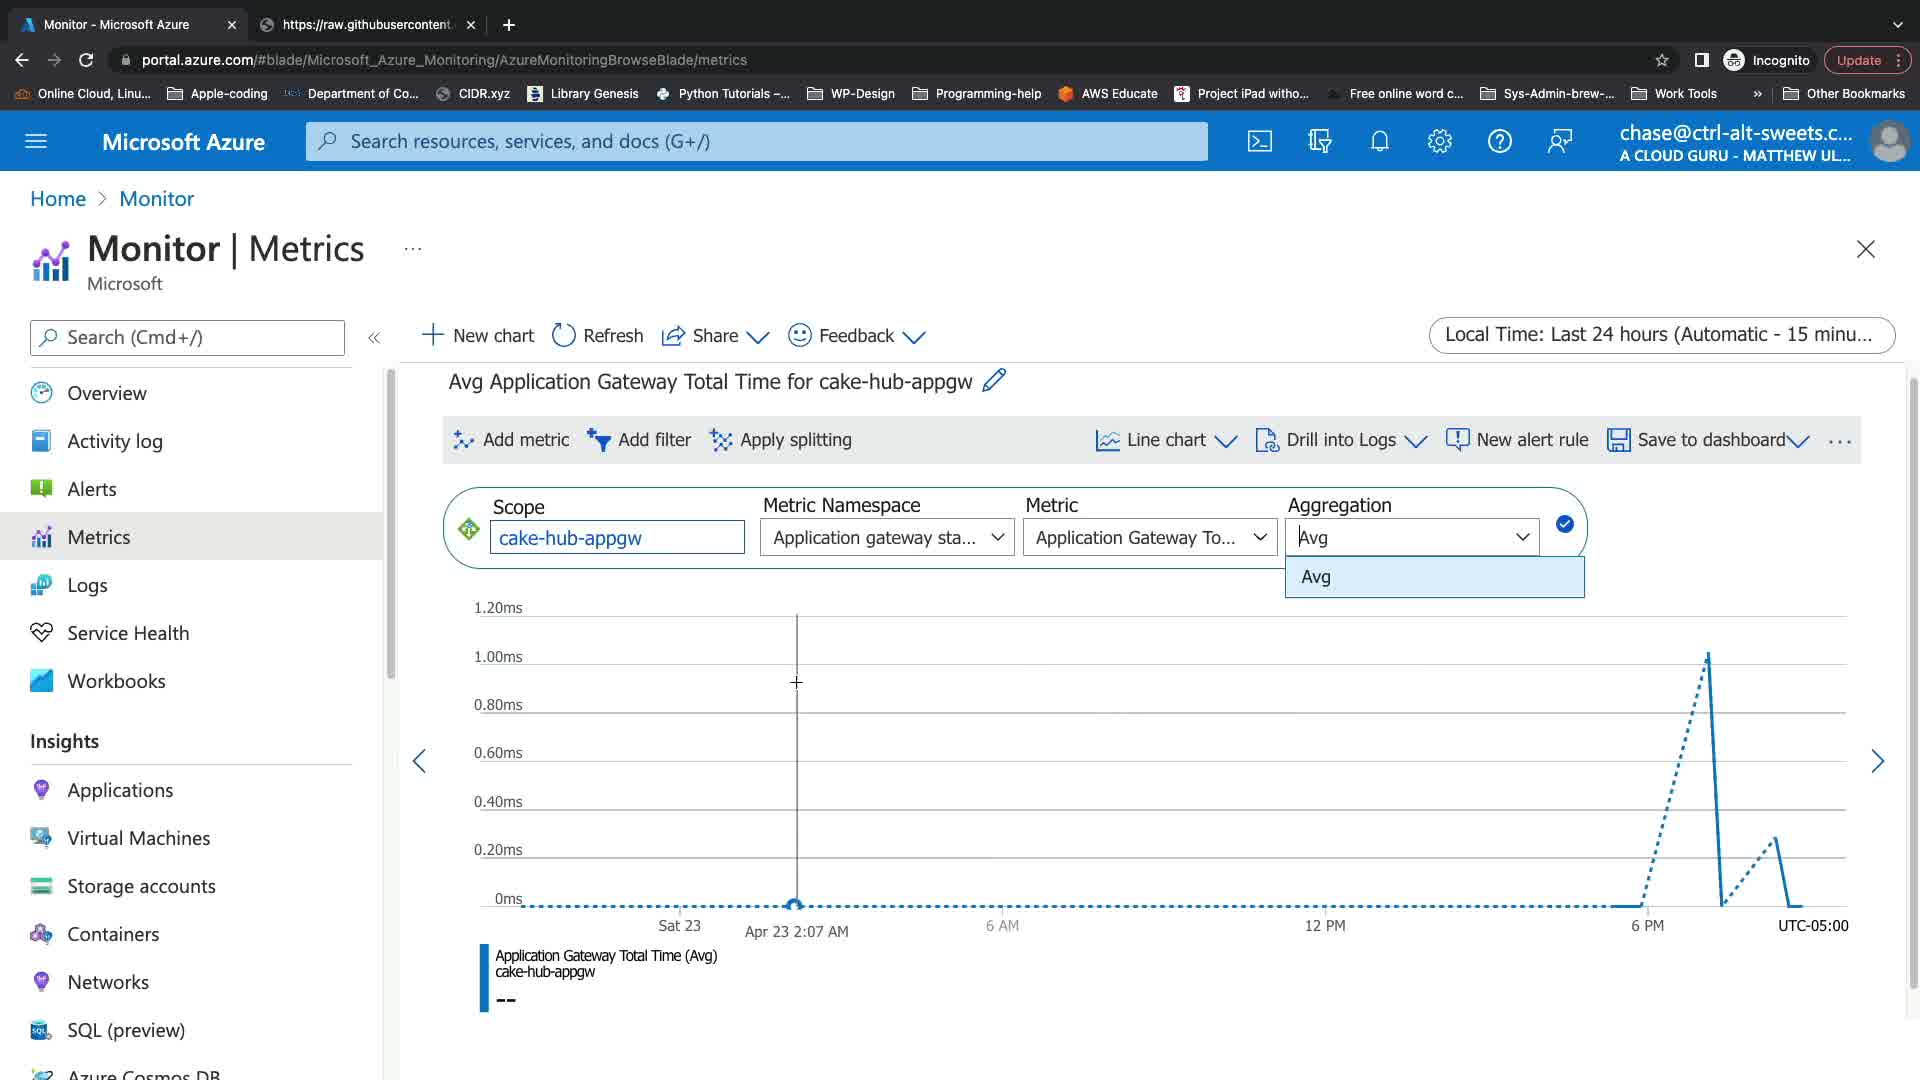 Monitor - Microsoft Azure
https://raw.githubusercontent.
portal.azure.com/#blade/Microsoft_Azure_Monitoring/AzureMonitoringBrowseBlade/metrics
Incognito
Update
Online Cloud, Linu...
Apple-coding
Department of Co...
CIDR.xyz
Library Genesis
Python Tutorials –...
WP-Design
Programming-help
AWS Educate
Project iPad witho...
Free online word c...
Sys-Admin-brew-...
Work Tools
»
Other Bookmarks
Microsoft Azure
Search resources, services, and docs (G+/)
chase@ctrl-alt-sweets.c...
A CLOUD GURU - MATTHEW UL...
Home > Monitor
Monitor | Metrics ...
Microsoft
Search (Cmd+/)
«
New chart
Refresh
Share
Feedback
Local Time: Last 24 hours (Automatic - 15 minu...
Overview
Activity log
Alerts
Metrics
Logs
Service Health
Workbooks
Insights
Applications
Virtual Machines
Storage accounts
Containers
Networks
SQL (preview)
Azure Cosmos DB
Avg Application Gateway Total Time for cake-hub-appgw
Add metric
Add filter
Apply splitting
Line chart
Drill into Logs
New alert rule
Save to dashboard
...
Scope
cake-hub-appgw
Metric Namespace
Application gateway sta...
Metric
Application Gateway To...
Aggregation
Avg
Avg
1.20ms
1.00ms
0.80ms
0.60ms
0.40ms
0.20ms
0ms
Sat 23
Apr 23 2:07 AM
6 AM
12 PM
6 PM
UTC-05:00
Application Gateway Total Time (Avg)
cake-hub-appgw
--